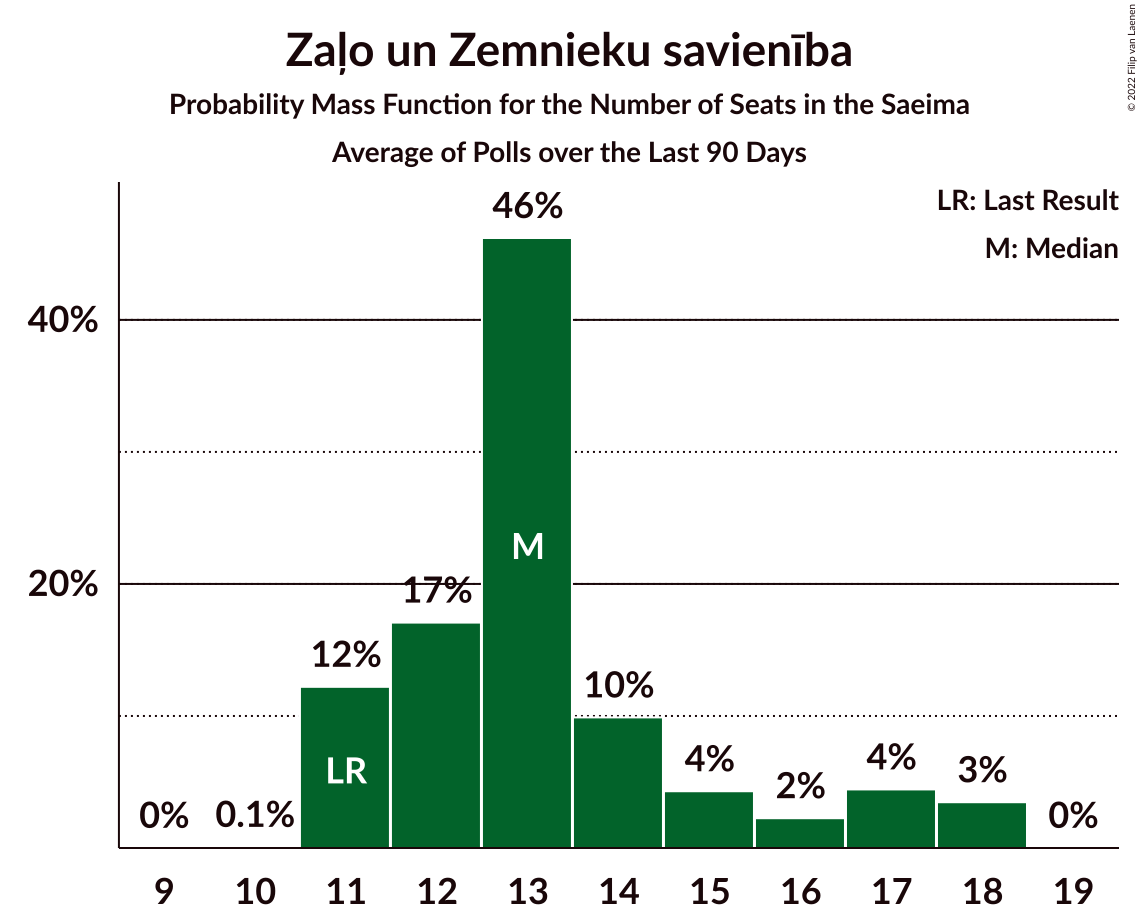 Zaļo un Zemnieku savienība
Probability Mass Function for the Number of Seats in the Saeima
Average of Polls over the Last 90 Days
© 2022 Filip van Laenen
LR: Last Result
M: Median
46%
40%
M
20%
17%
12%
10%
LR
4%
2%
4%
3%
0%
0.1%
0%
9 10 11 12 13 14 15 16 17 18 19